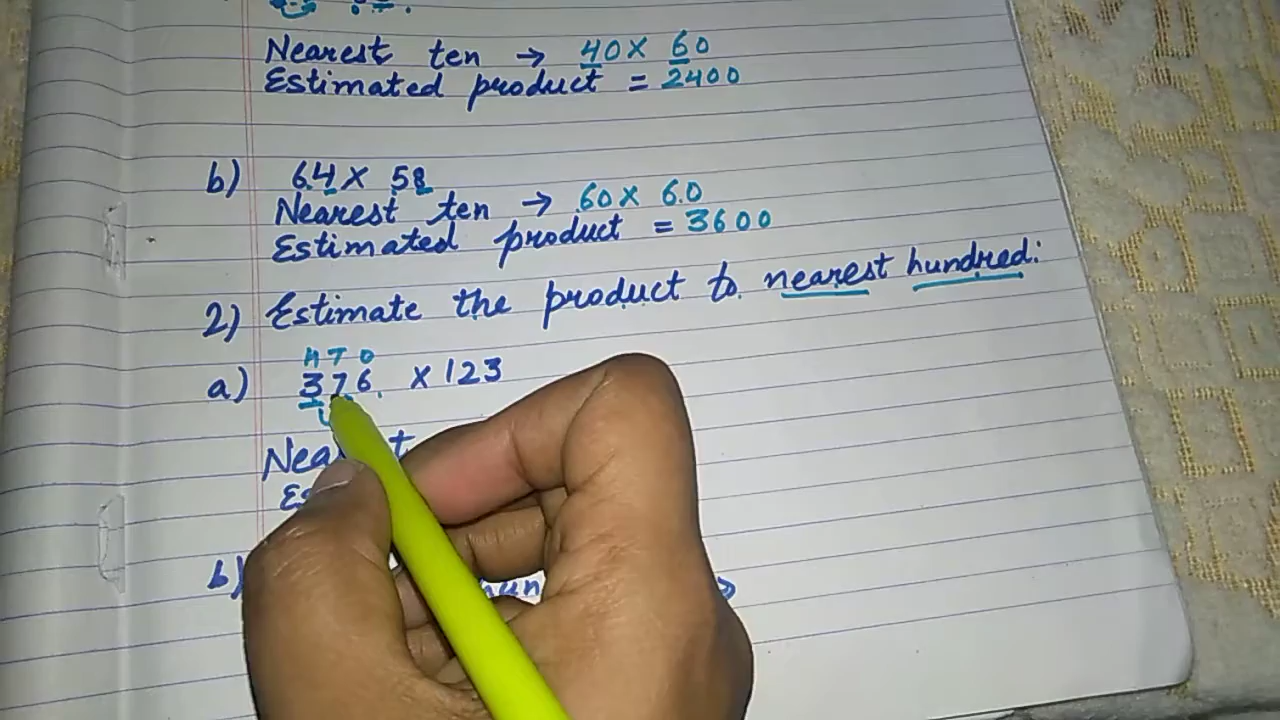 Nearest ten → 40 X 60
Estimated product = 2400
b) 64 X 58
Nearest ten → 60 X 60
Estimated product = 3600
2) Estimate the product to nearest hundred:
H T O
a) 376 X 123
b)